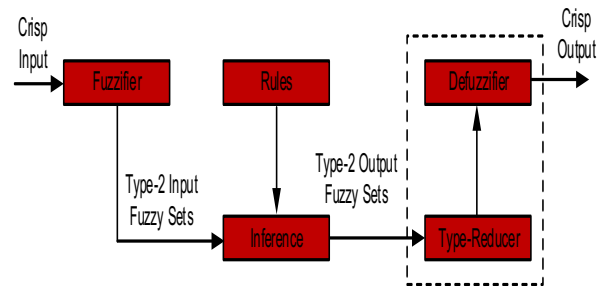 Crisp
Input
Crisp
Output
Fuzzifier
Rules
Defuzzifier
Type-2 Input
Fuzzy Sets
Type-2 Output
Fuzzy Sets
Inference
Type-Reducer